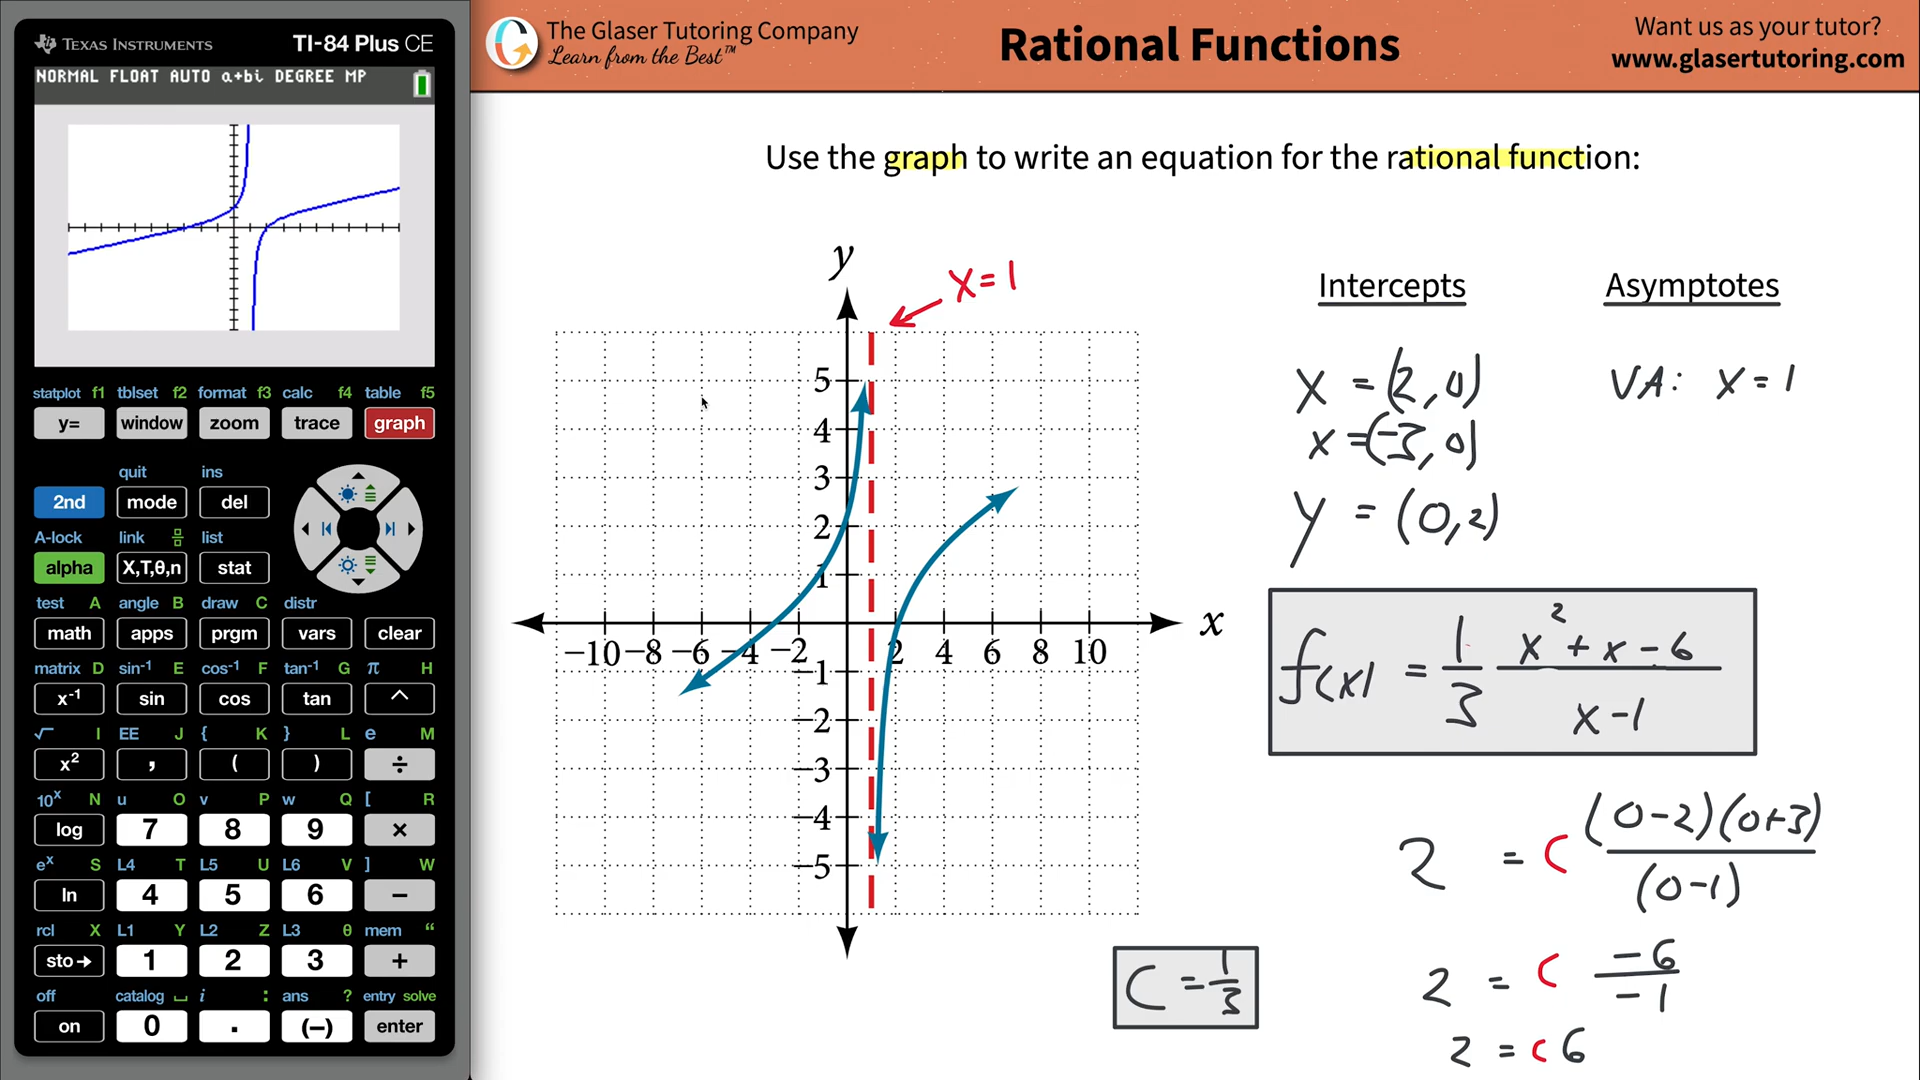 TEXAS INSTRUMENTS TI-84 Plus CE
NORMAL FLOAT AUTO a+bi DEGREE MP
statplot f1 tblset f2 format f3 calc f4 table f5
y= window zoom trace graph
quit ins
2nd mode del
A-lock link list
alpha X,T,θ,n stat
test A angle B draw C distr
math apps prgm vars clear
matrix D sin⁻¹ E cos⁻¹ F tan⁻¹ G π H
x⁻¹ sin cos tan ^
√ I EE J { K } L e M
x² , ( ) ÷
10ˣ N u O v P w Q [ R
log 7 8 9 ×
eˣ S L4 T L5 U L6 V ] W
ln 4 5 6 −
rcl X L1 Y L2 Z L3 θ mem “
sto→ 1 2 3 +
off catalog ⎵ i : ans ? entry solve
on 0 . (−) enter
The Glaser Tutoring Company
Learn from the Best™
Rational Functions
Want us as your tutor?
www.glasertutoring.com
Use the graph to write an equation for the rational function:
y
x=1
5
4
3
2
1
x
−10 −8 −6 −4 −2 2 4 6 8 10
−1
−2
−3
−4
−5
Intercepts Asymptotes
x = (2,0) VA: x=1
x = (-3,0)
y = (0,2)
f(x) = 1/3 (x²+x-6)/(x-1)
2 = C (0-2)(0+3)/(0-1)
2 = C -6/-1
2 = C6
C = 1/3